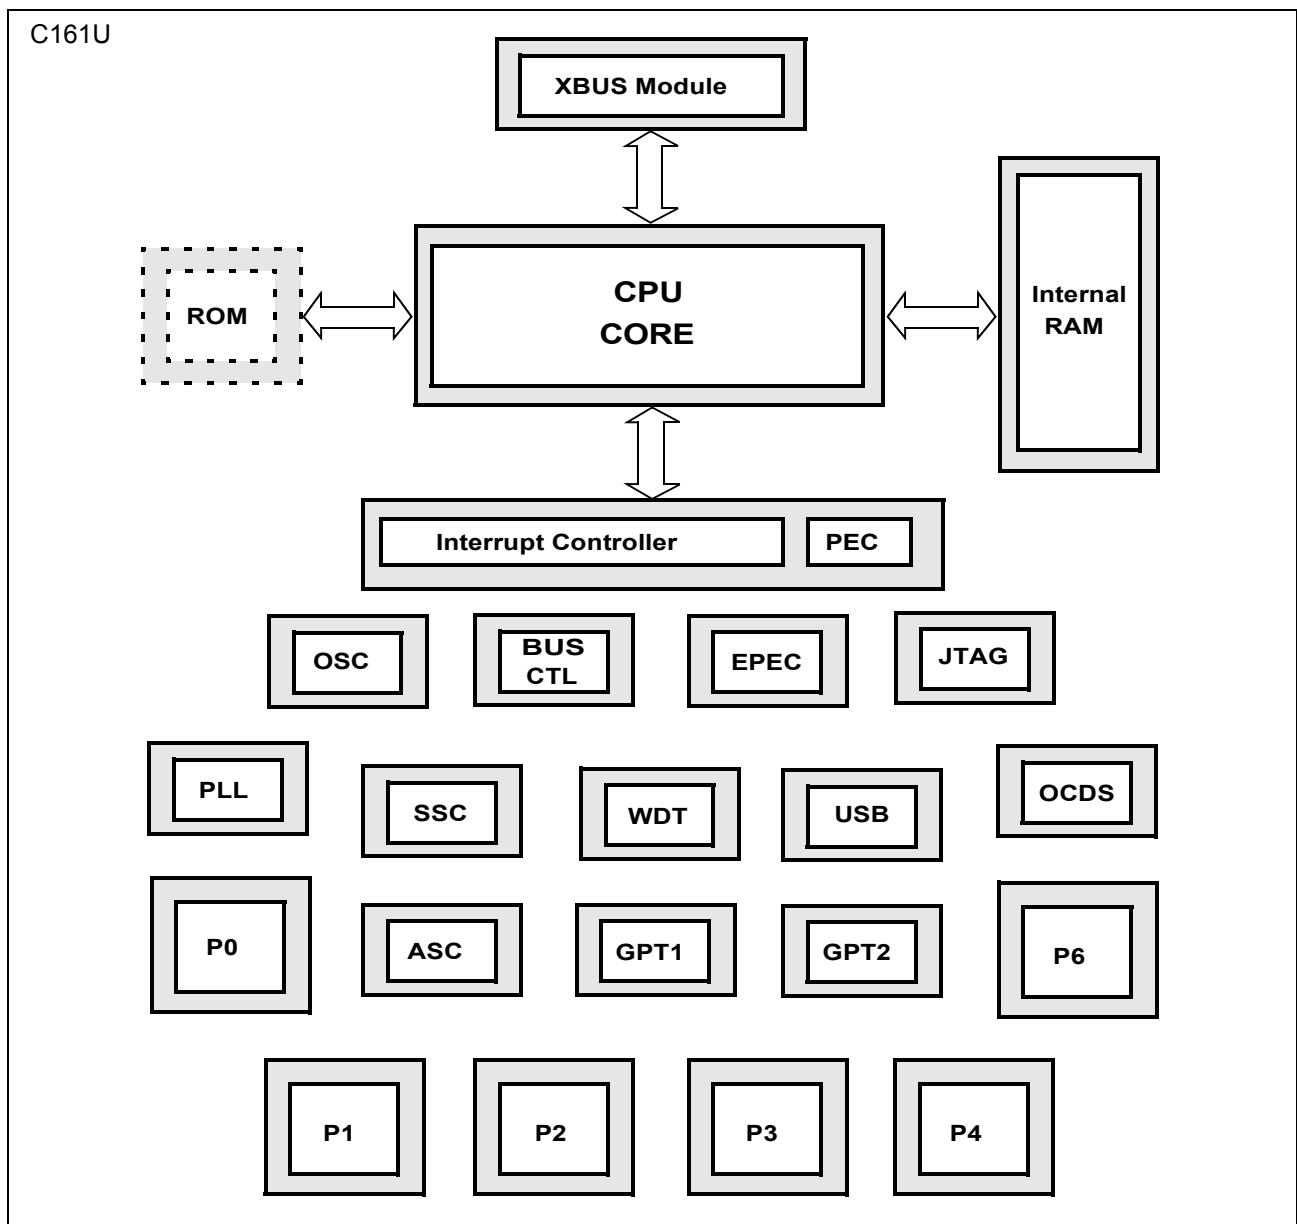 C161U
XBUS Module
CPU
CORE
ROM
Internal
RAM
Interrupt Controller
PEC
OSC
BUS
CTL
EPEC
JTAG
PLL
SSC
WDT
USB
OCDS
P0
ASC
GPT1
GPT2
P6
P1
P2
P3
P4